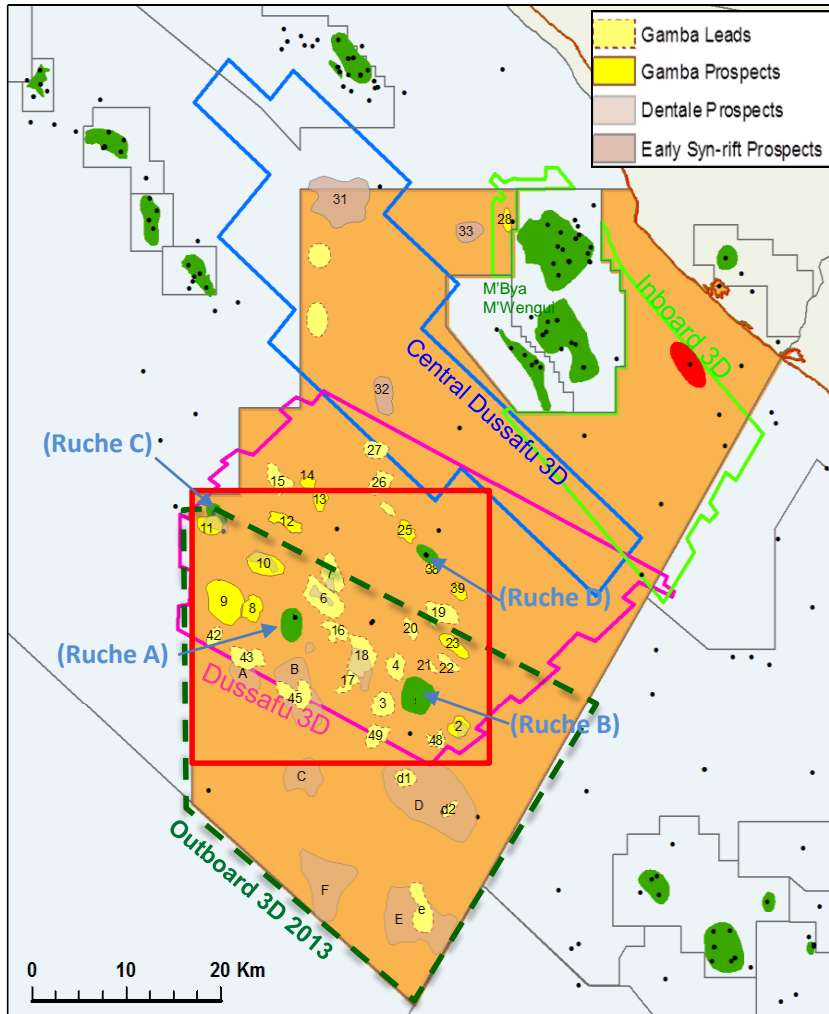 Gamba Leads
Gamba Prospects
Dentale Prospects
Early Syn-rift Prospects
31
33
28
M'Bya
M'Wengui
Inboard 3D
Central Dussafu 3D
32
(Ruche C)
27
15
14
26
13
11
12
25
10
7
38
39
(Ruche D)
6
9
8
19
(Ruche A)
42
16
20
23
43
18
4
21
22
A
B
17
Dussafu 3D
45
3
(Ruche B)
2
49
48
C
d1
D
d2
Outboard 3D 2013
F
E
e
0 10 20 Km